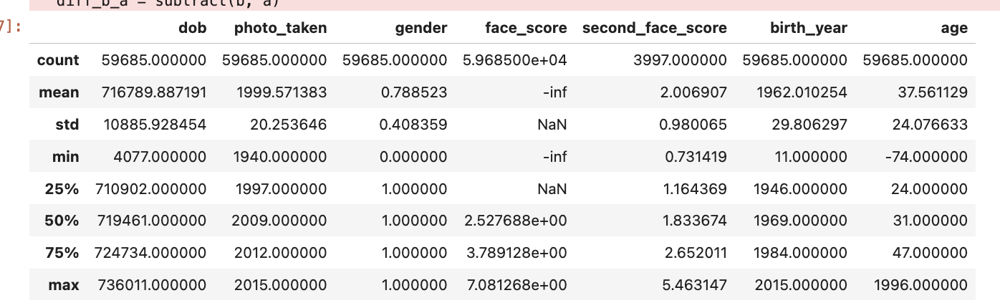 diff_b_a = subtract(b, a)
7]:
dob photo_taken gender face_score second_face_score birth_year age
count 59685.000000 59685.000000 59685.000000 5.968500e+04 3997.000000 59685.000000 59685.000000
mean 716789.887191 1999.571383 0.788523 -inf 2.006907 1962.010254 37.561129
std 10885.928454 20.253646 0.408359 NaN 0.980065 29.806297 24.076633
min 4077.000000 1940.000000 0.000000 -inf 0.731419 11.000000 -74.000000
25% 710902.000000 1997.000000 1.000000 NaN 1.164369 1946.000000 24.000000
50% 719461.000000 2009.000000 1.000000 2.527688e+00 1.833674 1969.000000 31.000000
75% 724734.000000 2012.000000 1.000000 3.789128e+00 2.652011 1984.000000 47.000000
max 736011.000000 2015.000000 1.000000 7.081268e+00 5.463147 2015.000000 1996.000000